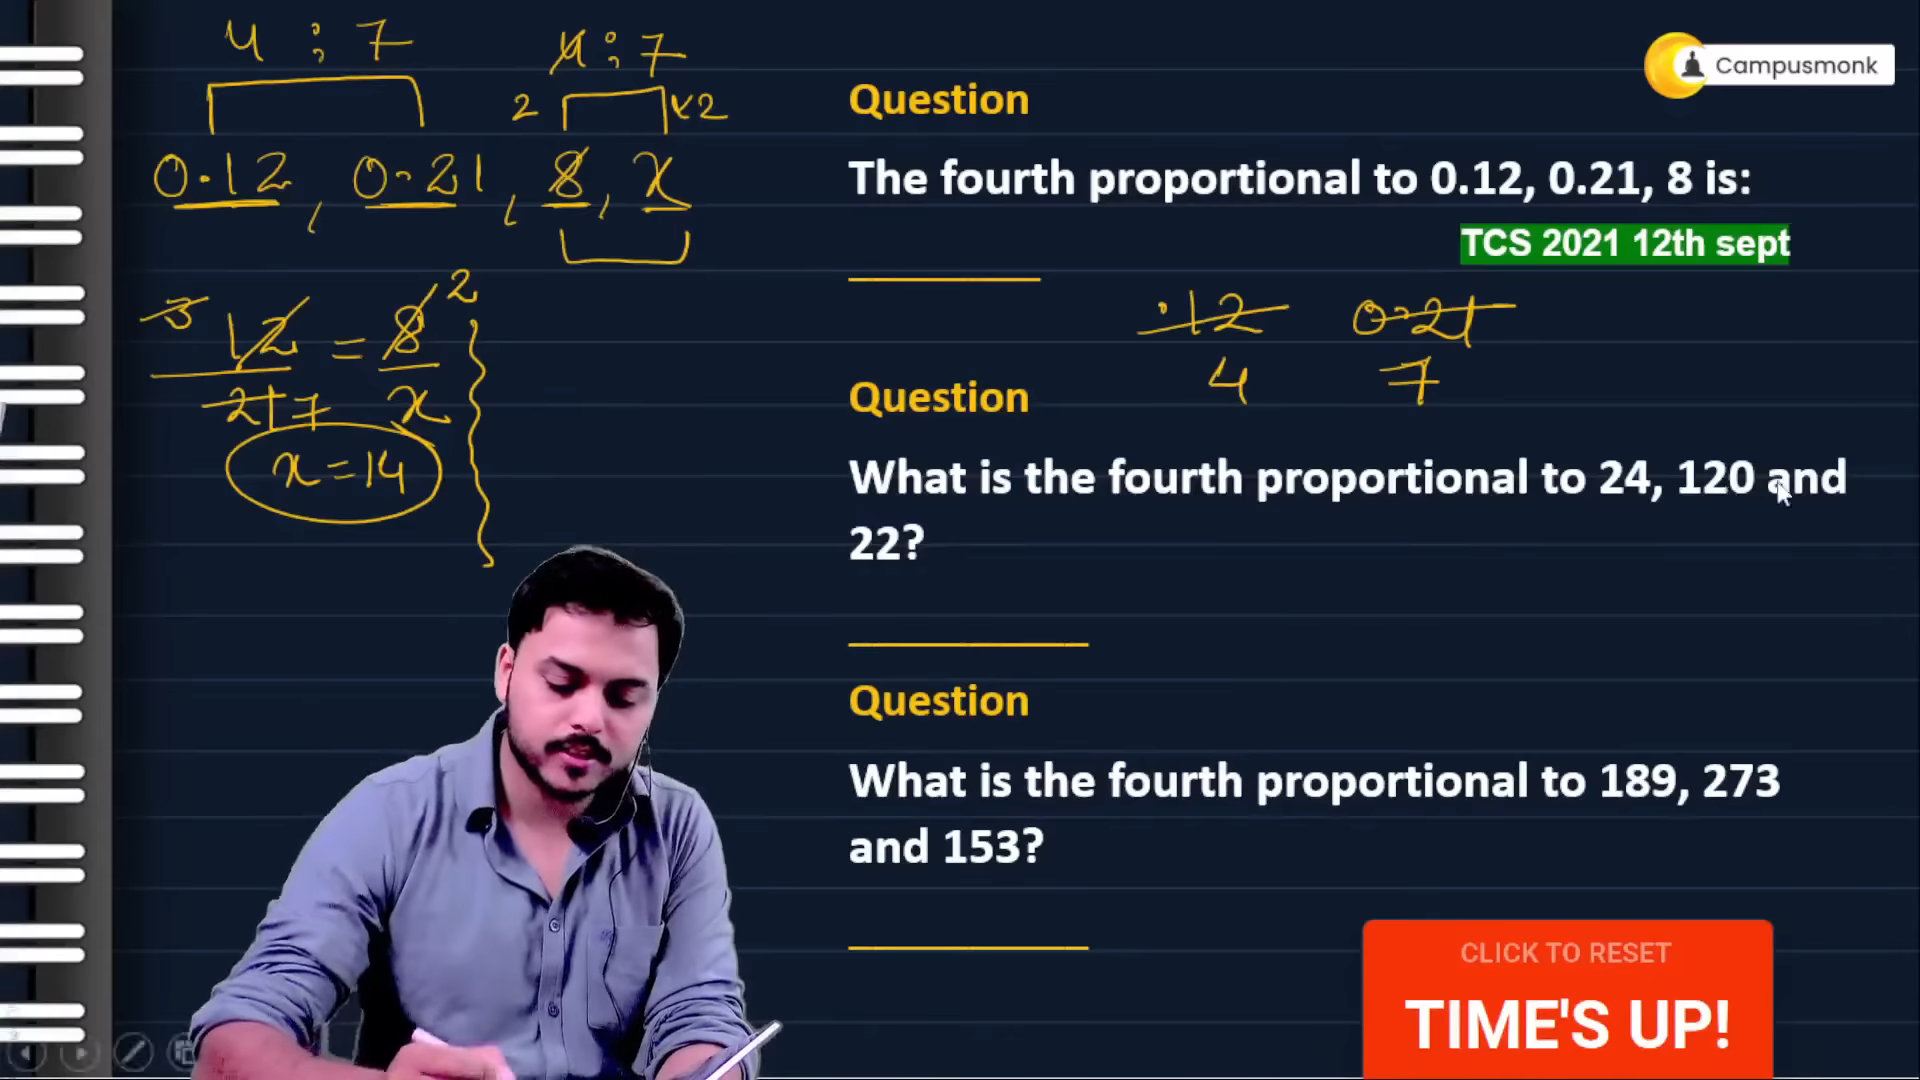 4 : 7
4 : 7
2
×2
0.12, 0.21, 8, x
3 12 = 8 2
21 7 x
x = 14
Campusmonk
Question
The fourth proportional to 0.12, 0.21, 8 is:
TCS 2021 12th sept
.12 0.21
4 7
Question
What is the fourth proportional to 24, 120 and
22?
Question
What is the fourth proportional to 189, 273
and 153?
CLICK TO RESET
TIME'S UP!